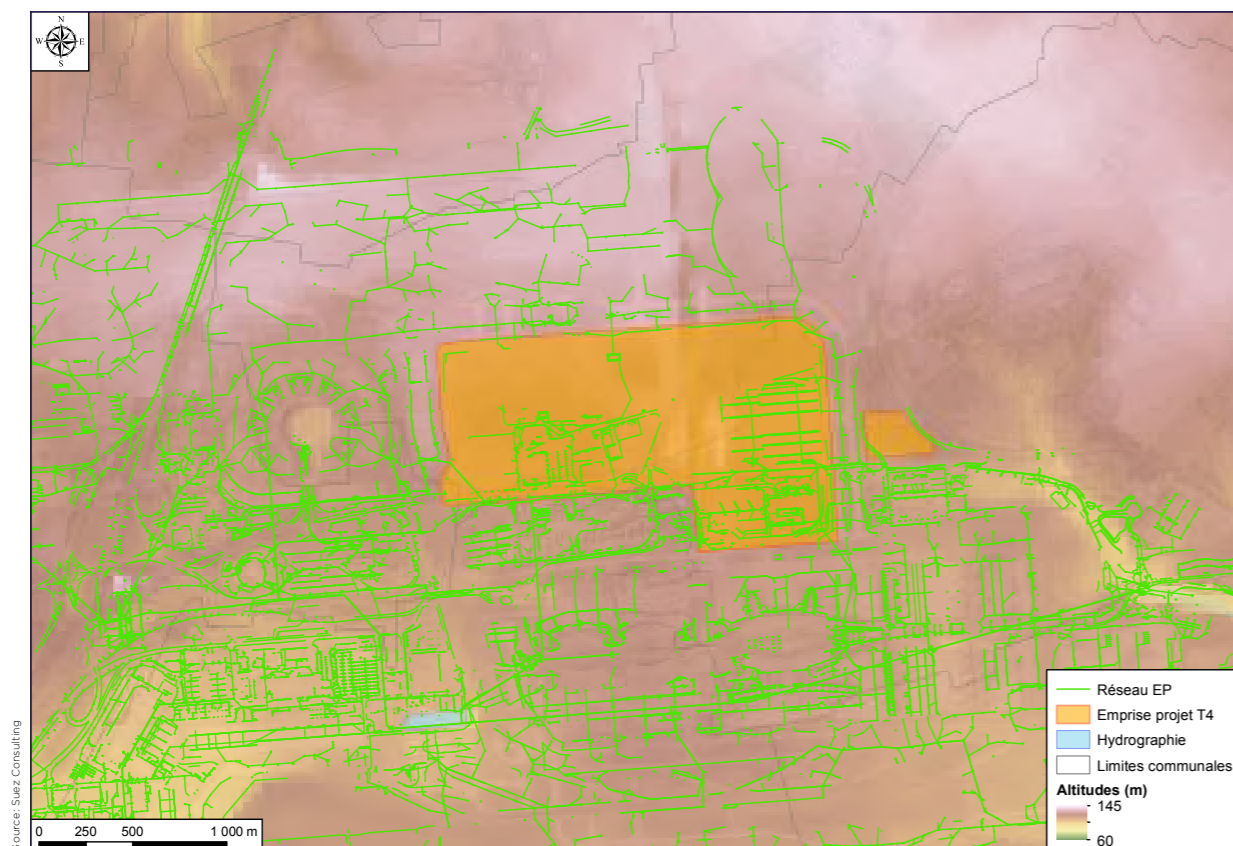 N
W E
S
Réseau EP
Emprise projet T4
Hydrographie
Limites communales
Altitudes (m)
145
60
0 250 500 1 000 m
Source: Suez Consulting